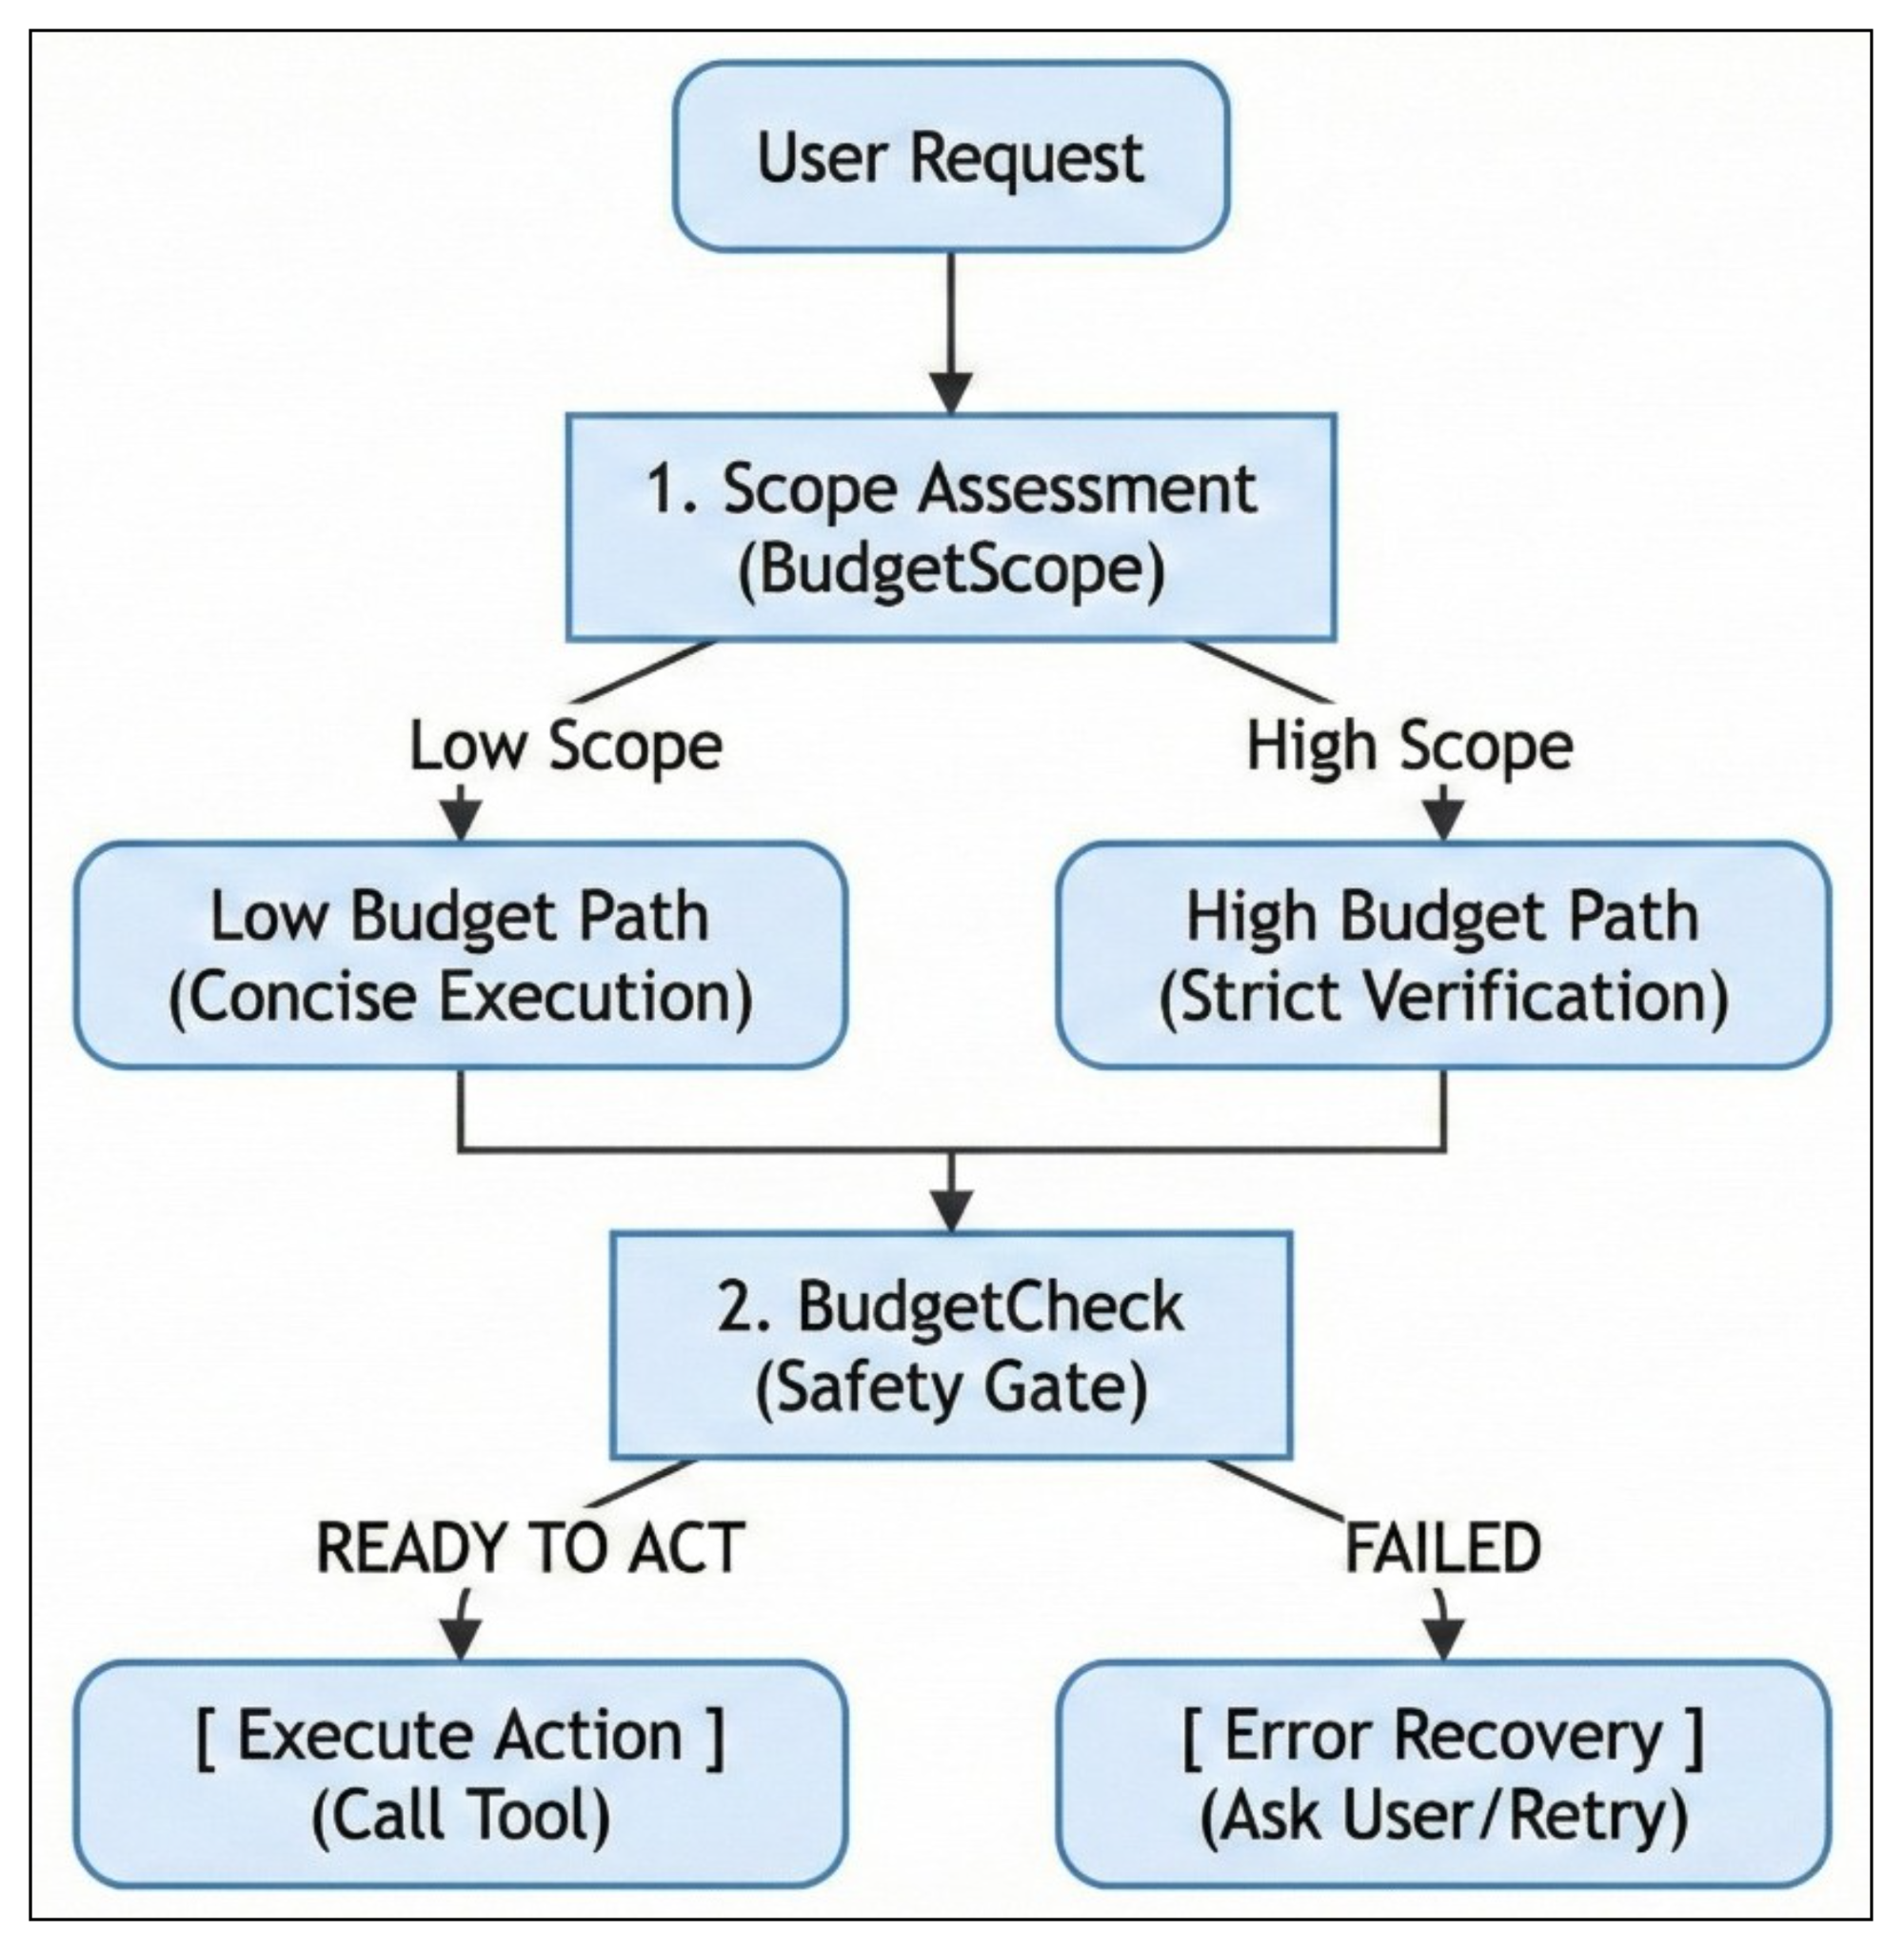 User Request
1. Scope Assessment
(BudgetScope)
Low Scope
High Scope
Low Budget Path
(Concise Execution)
High Budget Path
(Strict Verification)
2. BudgetCheck
(Safety Gate)
READY TO ACT
FAILED
[ Execute Action ]
(Call Tool)
[ Error Recovery ]
(Ask User/Retry)